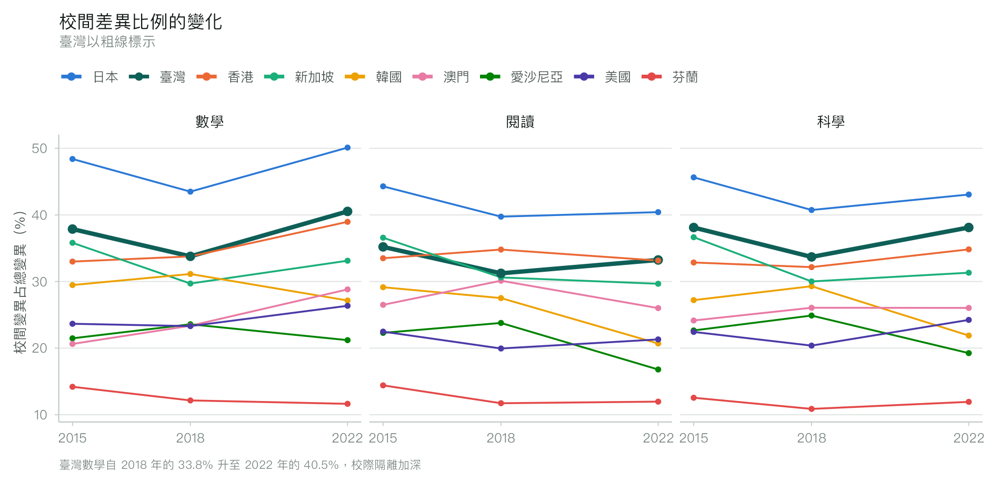 校間差異比例的變化
臺灣以粗線標示
日本 臺灣 香港 新加坡 韓國 澳門 愛沙尼亞 美國 芬蘭
數學 閱讀 科學
校間變異占總變異 (%)
50
40
30
20
10
2015 2018 2022 2015 2018 2022 2015 2018 2022
臺灣數學自 2018 年的 33.8% 升至 2022 年的 40.5%，校際隔離加深